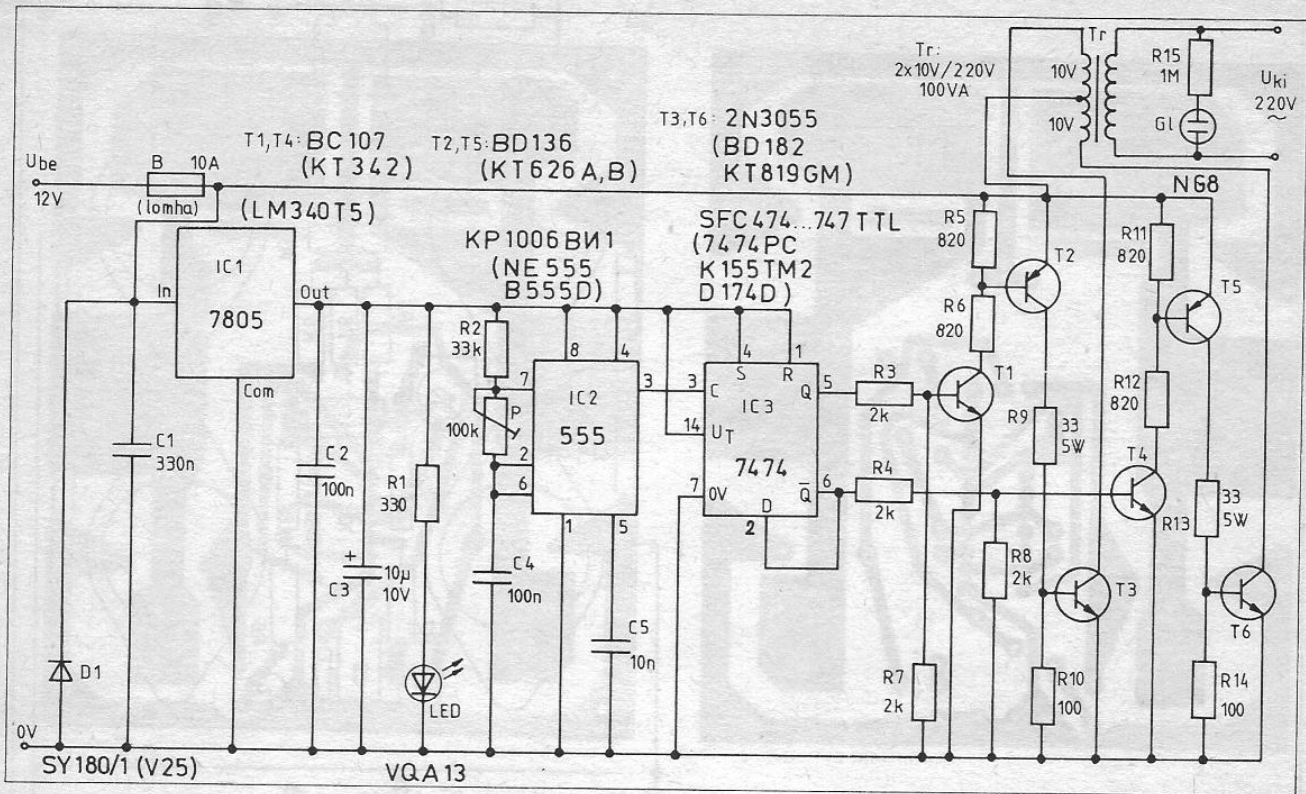 Tr:
2x10V/220V
100VA
Tr
10V
10V
R15
1M
Gl
Uki
220V
~
T1,T4: BC107
(KT342)
T2,T5: BD136
(KT626A,B)
T3,T6: 2N3055
(BD182
KT819GM)
NG8
Ube
12V
B 10A
(lomha)
(LM340T5)
KP1006ВИ1
(NE555
B555D)
SFC474...747TTL
(7474PC
K155TM2
D174D)
IC1
In
Out
7805
Com
C1
330n
C2
100n
+
10µ
10V
C3
R1
330
LED
D1
R2
33k
P
100k
C4
100n
8
4
7
IC2
3
555
2
6
1
5
C5
10n
4
1
S
R
3
C
Q
5
IC3
14
UT
7474
7
0V
Q̅
6
D
2
R3
2k
R4
2k
R5
820
R6
820
T1
T2
R7
2k
R8
2k
R9
33
5W
R10
100
T3
R11
820
R12
820
T4
T5
R13
33
5W
R14
100
T6
0V
SY180/1 (V25)
VQA13